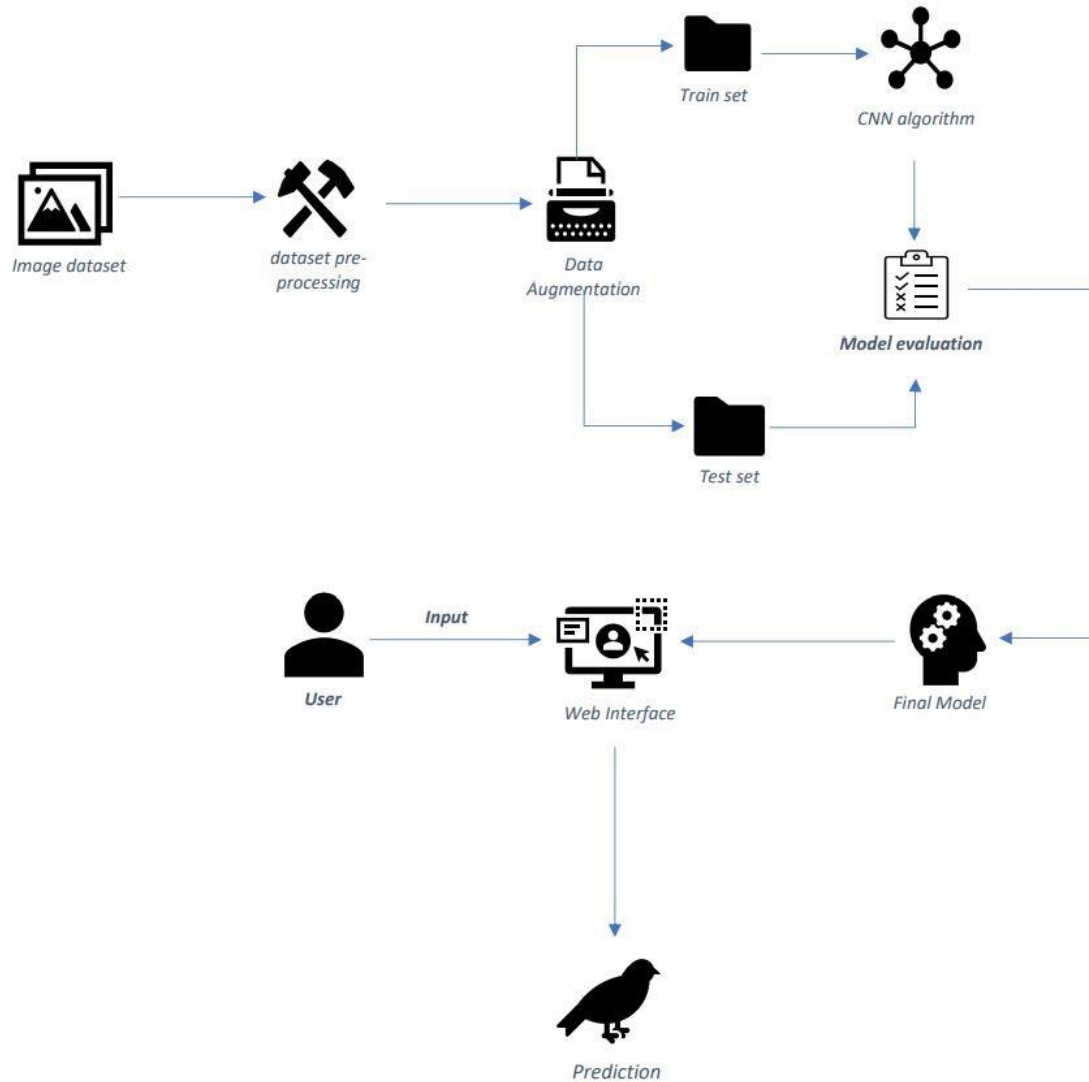 Train set
CNN algorithm
Image dataset
dataset pre-
processing
Data
Augmentation
Model evaluation
Test set
Input
User
Web Interface
Final Model
Prediction